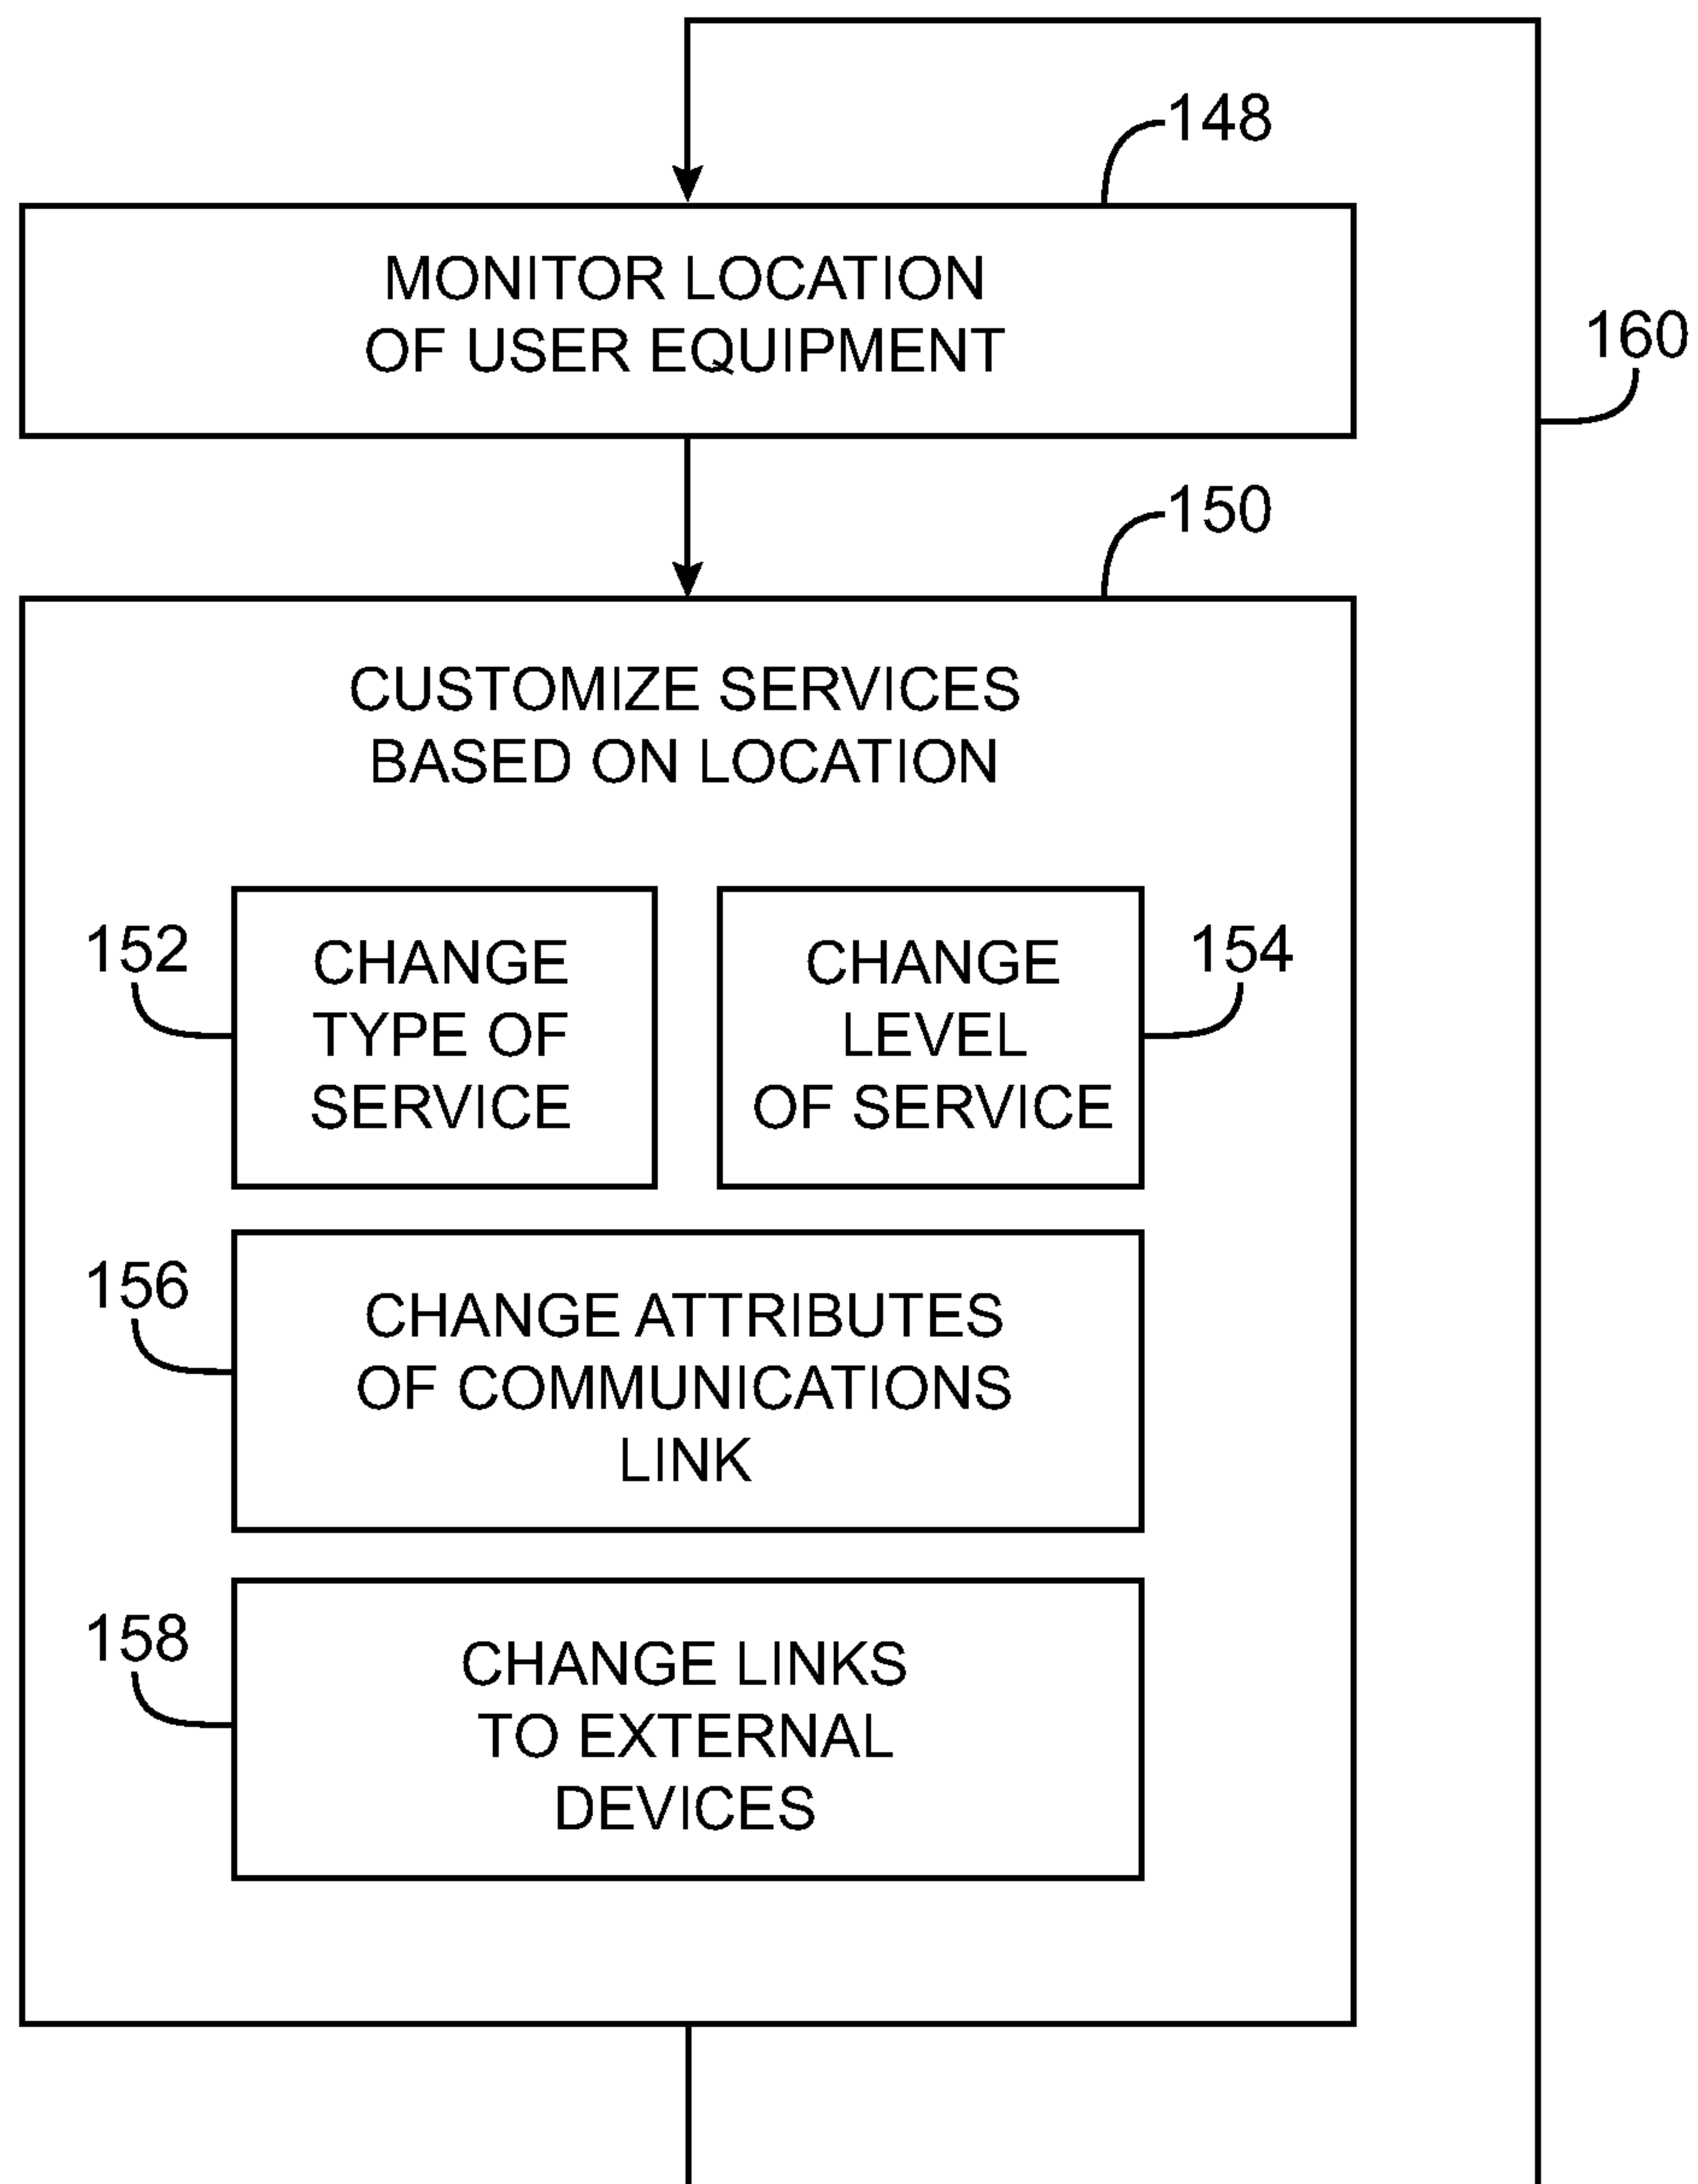 148
MONITOR LOCATION
OF USER EQUIPMENT
160
150
CUSTOMIZE SERVICES
BASED ON LOCATION
152
CHANGE
TYPE OF
SERVICE
CHANGE
LEVEL
OF SERVICE
154
156
CHANGE ATTRIBUTES
OF COMMUNICATIONS
LINK
158
CHANGE LINKS
TO EXTERNAL
DEVICES